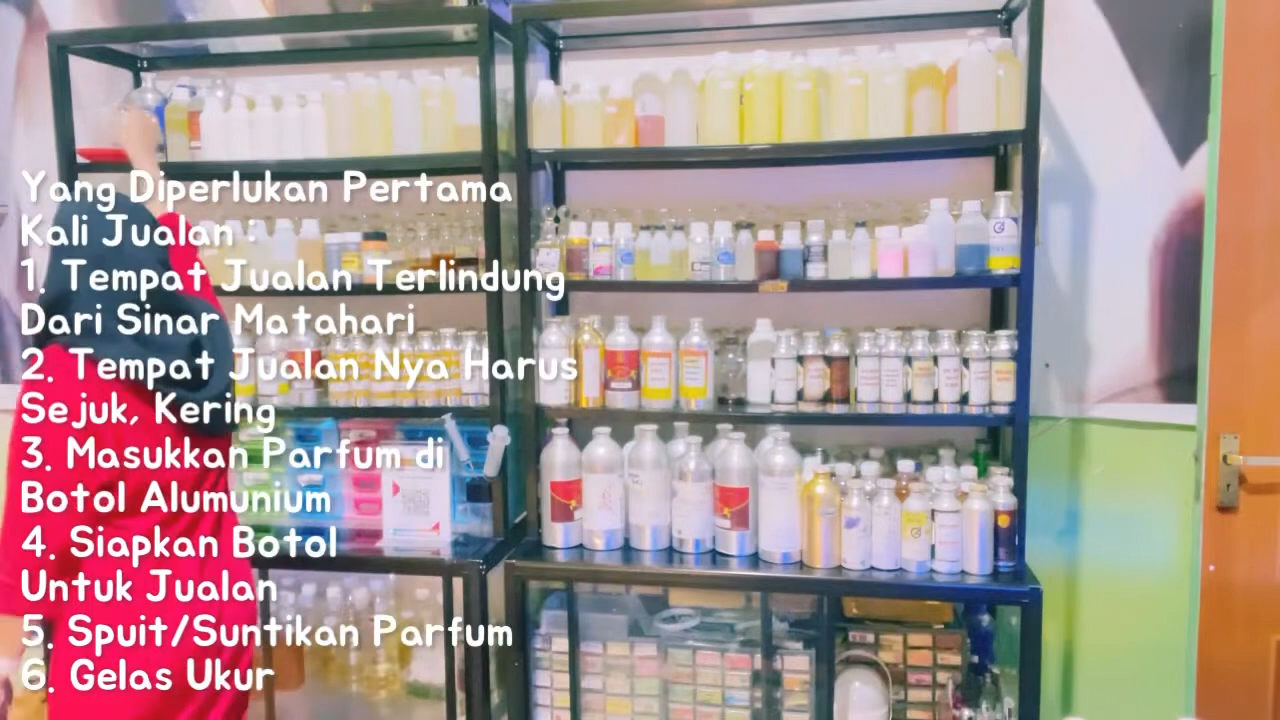 Yang Diperlukan Pertama
Kali Jualan :
1. Tempat Jualan Terlindung
Dari Sinar Matahari
2. Tempat Jualan Nya Harus
Sejuk, Kering
3. Masukkan Parfum di
Botol Alumunium
4. Siapkan Botol
Untuk Jualan
5. Spuit/Suntikan Parfum
6. Gelas Ukur